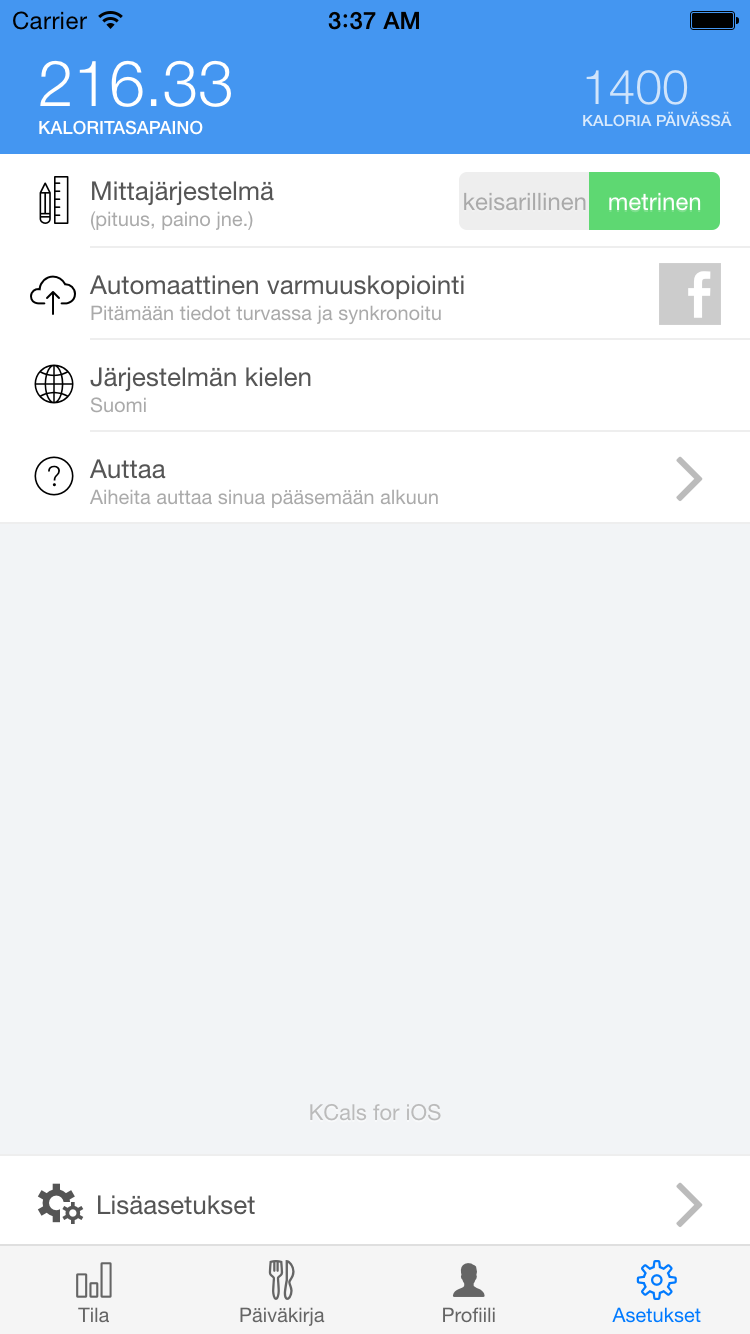 Carrier 3:37 AM
216.33 1400
KALORITASAPAINO KALORIA PÄIVÄSSÄ
Mittajärjestelmä
(pituus, paino jne.)
keisarillinen metrinen
Automaattinen varmuuskopiointi
Pitämään tiedot turvassa ja synkronoitu
f
Järjestelmän kielen
Suomi
? Auttaa
Aiheita auttaa sinua pääsemään alkuun
KCals for iOS
Lisäasetukset
Tila Päiväkirja Profiili Asetukset